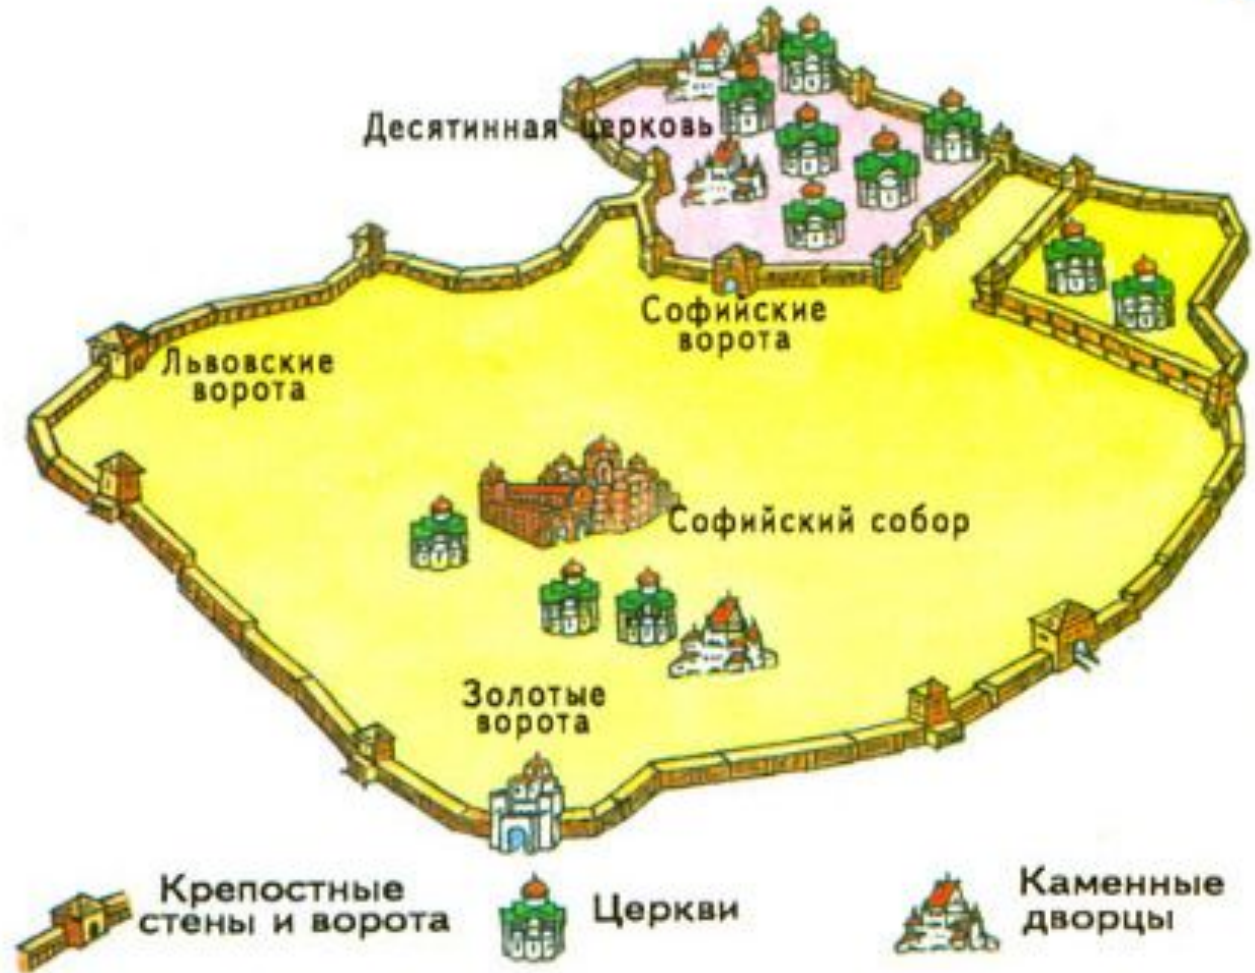 Десятинная церковь
Софийские
ворота
Львовские
ворота
Софийский собор
Золотые
ворота
Крепостные
стены и ворота
Церкви
Каменные
дворцы